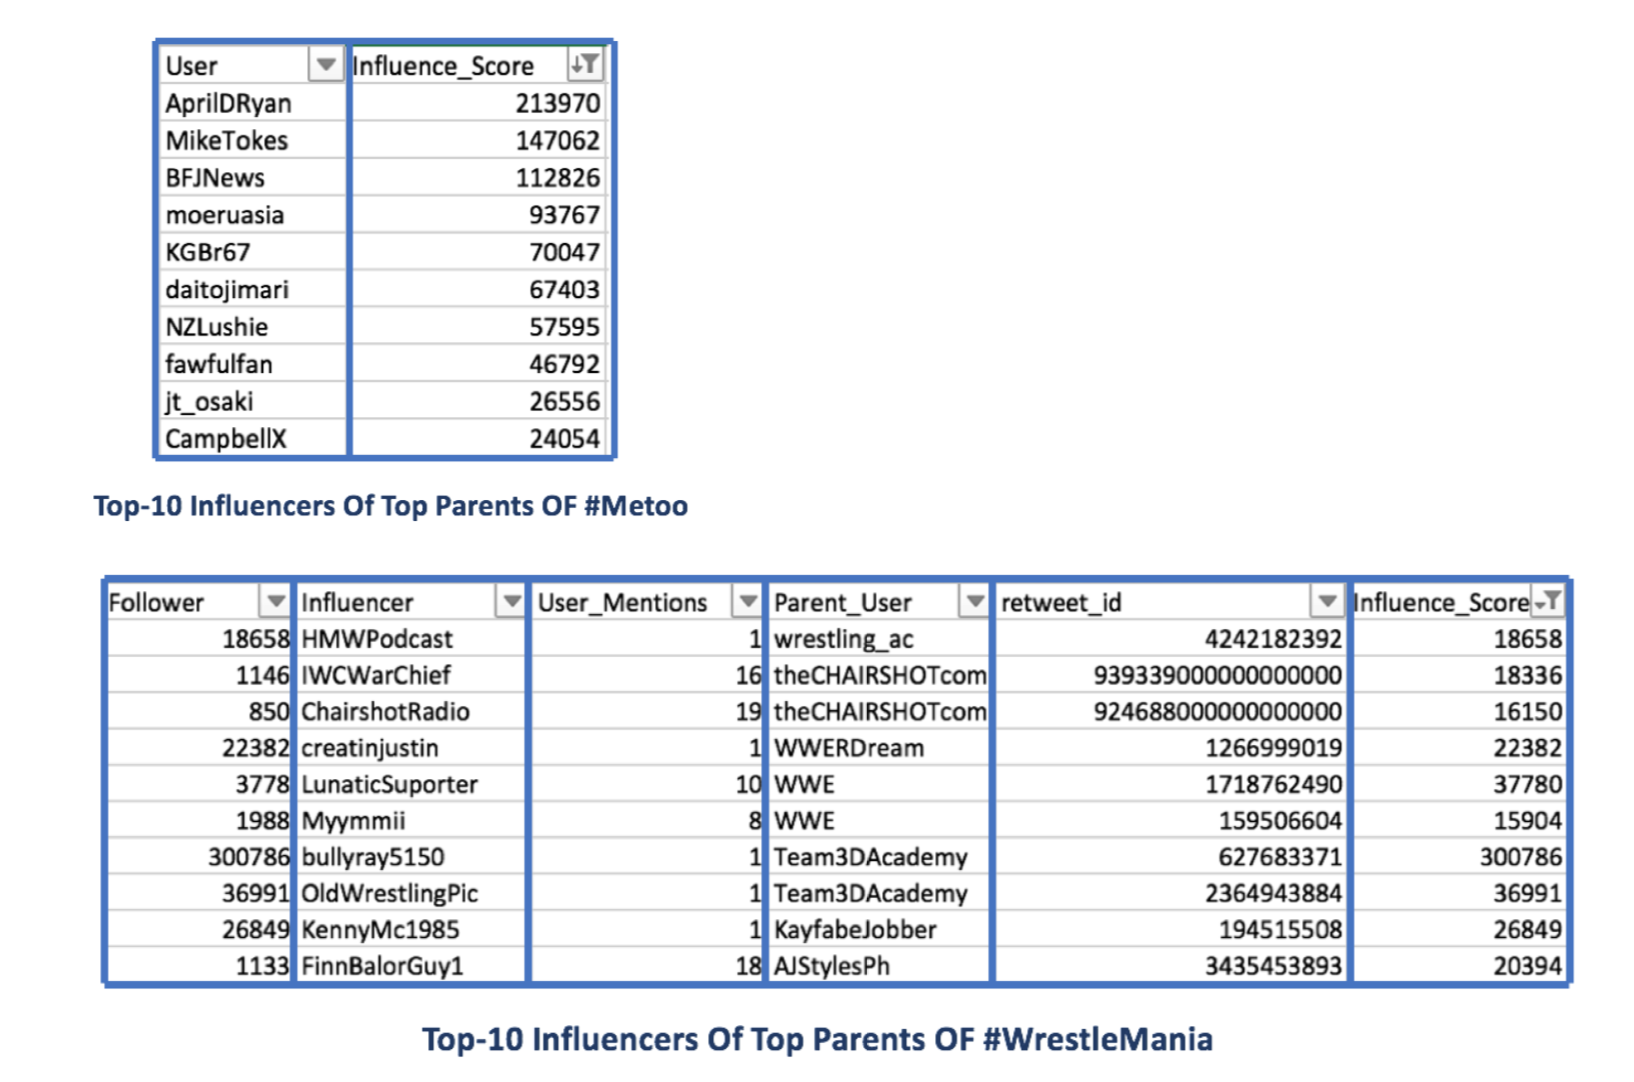 User Influence_Score
AprilDRyan 213970
MikeTokes 147062
BFJNews 112826
moeruasia 93767
KGBr67 70047
daitojimari 67403
NZLushie 57595
fawfulfan 46792
jt_osaki 26556
CampbellX 24054
Top-10 Influencers Of Top Parents OF #Metoo
Follower Influencer User_Mentions Parent_User retweet_id Influence_Score
18658 HMWPodcast 1 wrestling_ac 4242182392 18658
1146 IWCWarChief 16 theCHAIRSHOTcom 939339000000000000 18336
850 ChairshotRadio 19 theCHAIRSHOTcom 924688000000000000 16150
22382 creatinjustin 1 WWERDream 1266999019 22382
3778 LunaticSuporter 10 WWE 1718762490 37780
1988 Myymmii 8 WWE 159506604 15904
300786 bullyray5150 1 Team3DAcademy 627683371 300786
36991 OldWrestlingPic 1 Team3DAcademy 2364943884 36991
26849 KennyMc1985 1 KayfabeJobber 194515508 26849
1133 FinnBalorGuy1 18 AJStylesPh 3435453893 20394
Top-10 Influencers Of Top Parents OF #WrestleMania